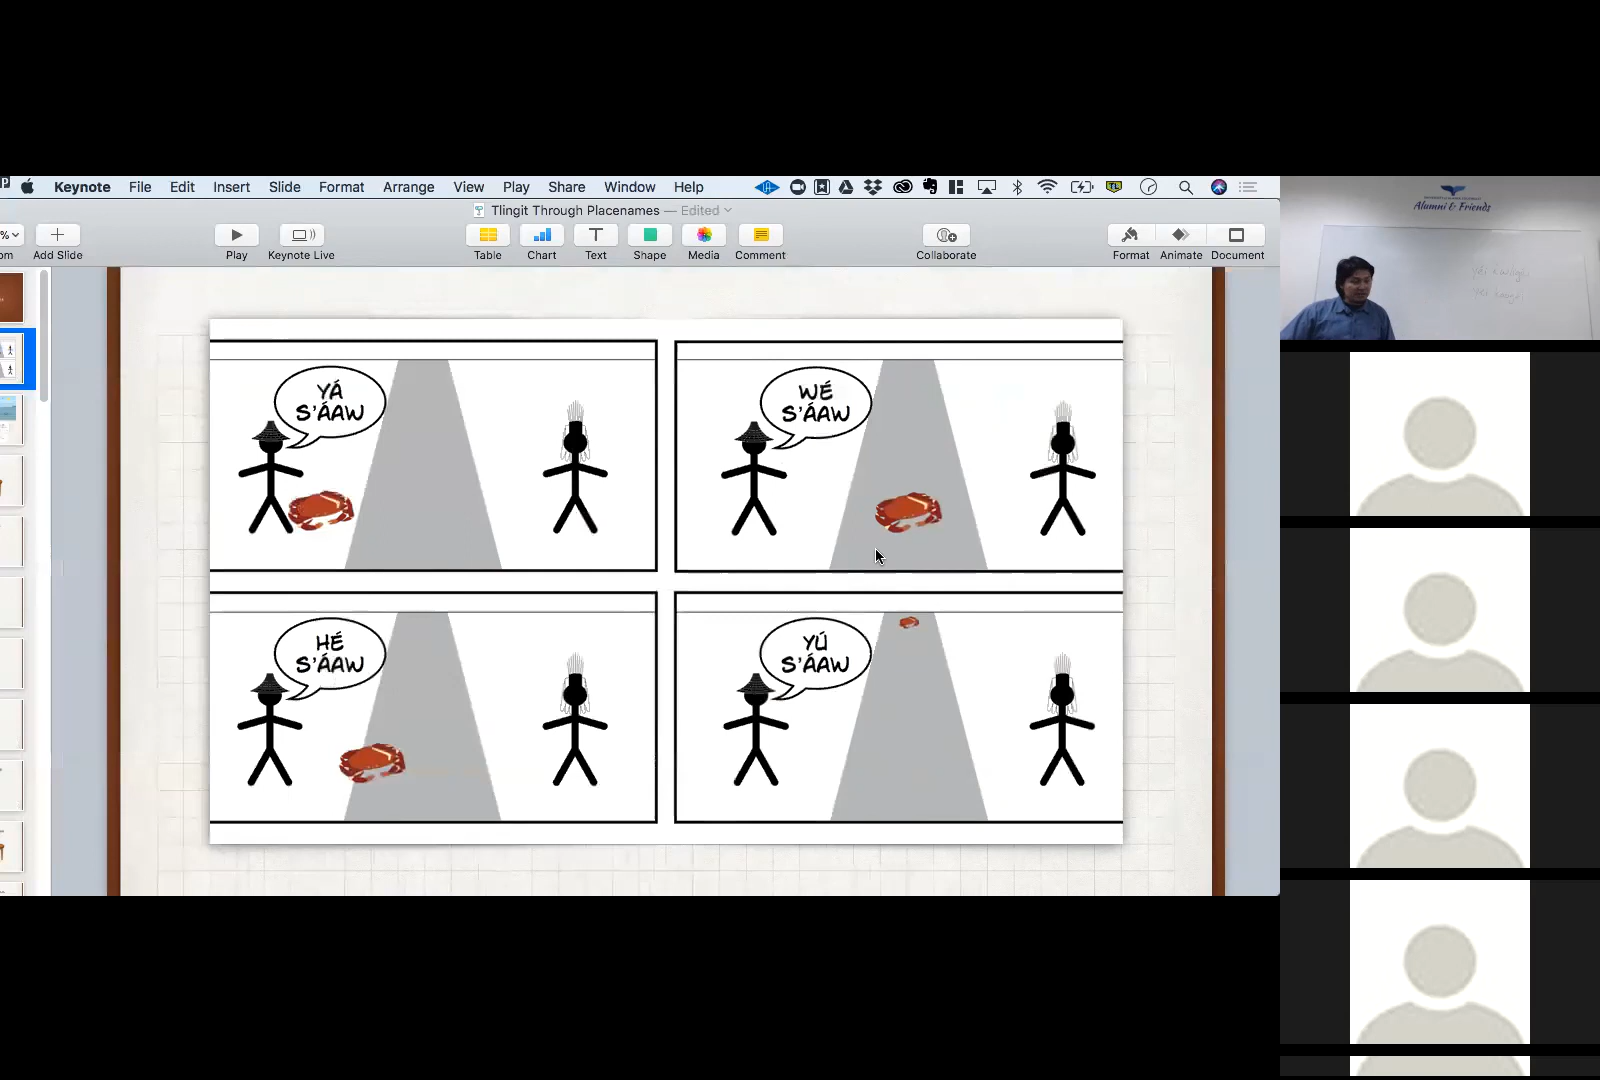 Keynote File Edit Insert Slide Format Arrange View Play Share Window Help
Tlingit Through Placenames — Edited
Add Slide Play Keynote Live Table Chart Text Shape Media Comment Collaborate Format Animate Document
Alumni & Friends
YÁ
S'ÁAW
WÉ
S'ÁAW
HÉ
S'ÁAW
YÚ
S'ÁAW